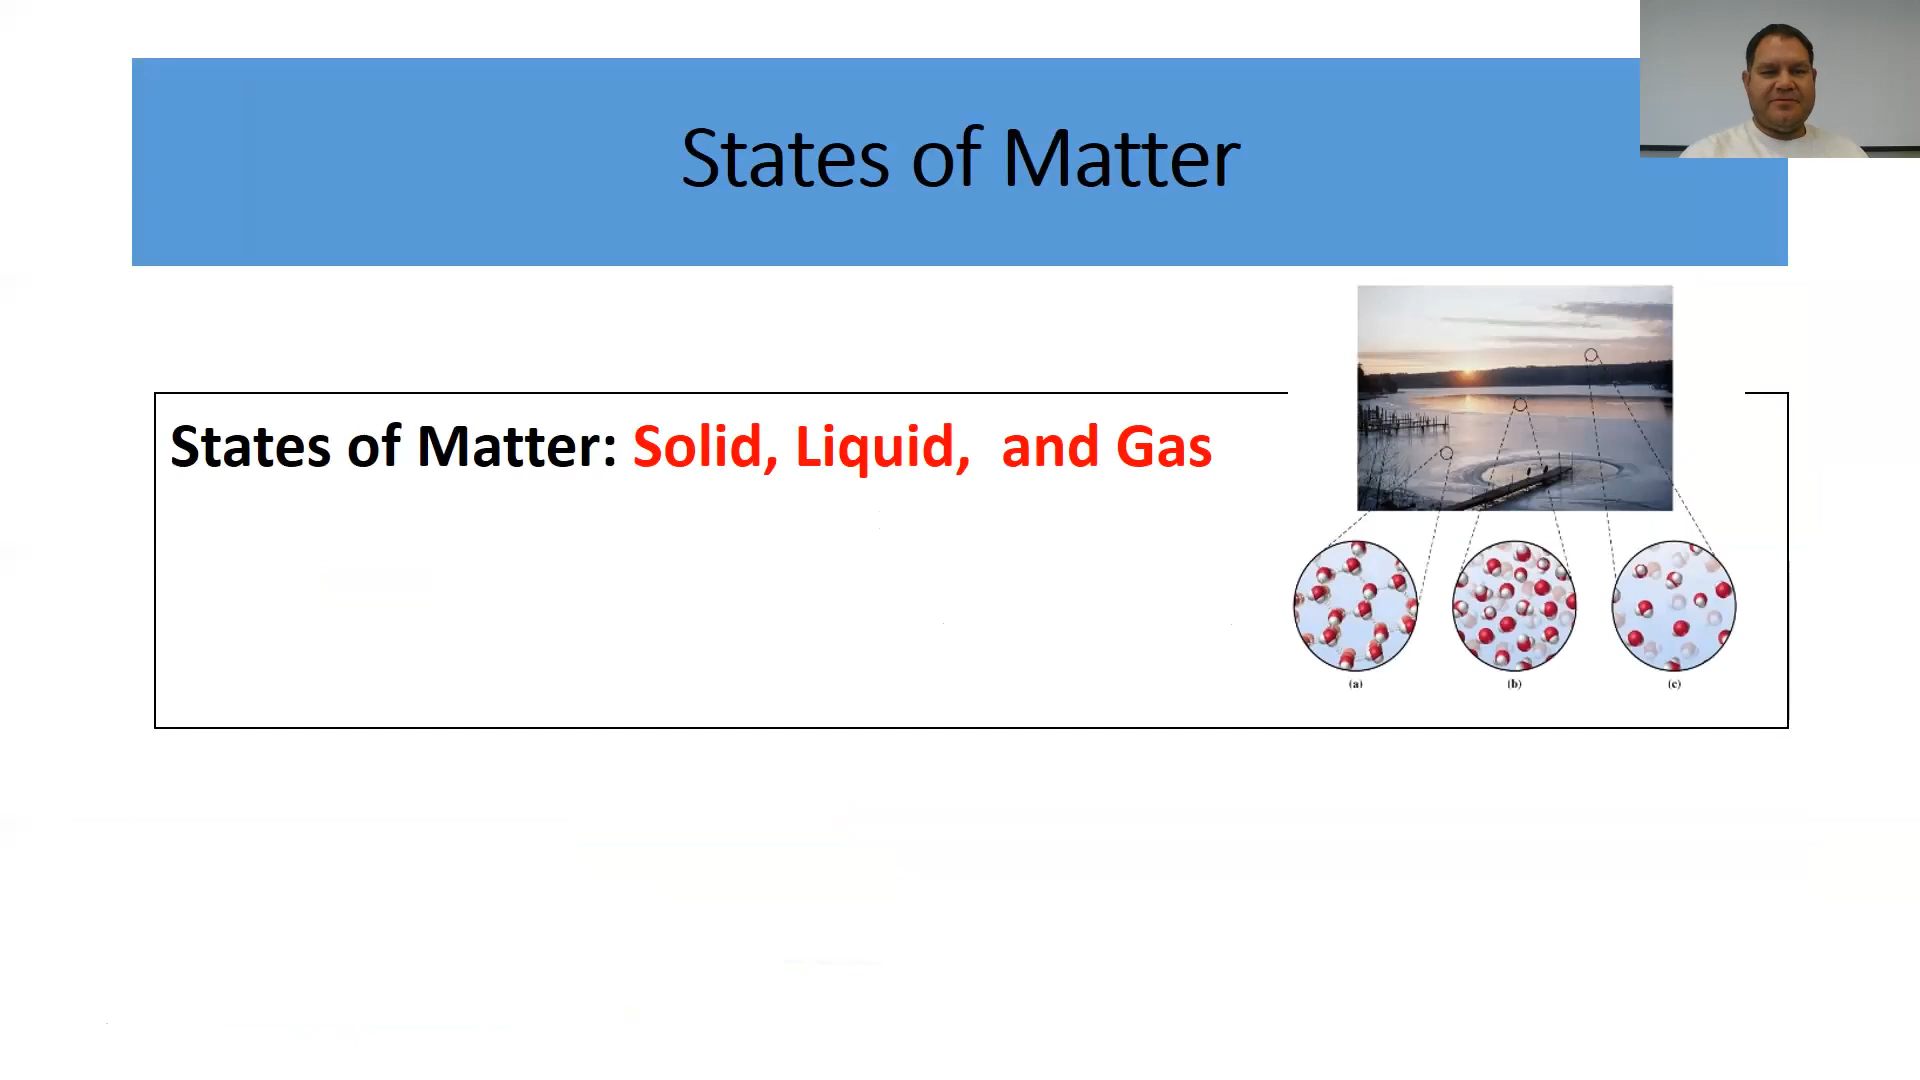 States of Matter
States of Matter: Solid, Liquid, and Gas
(a)
(b)
(c)